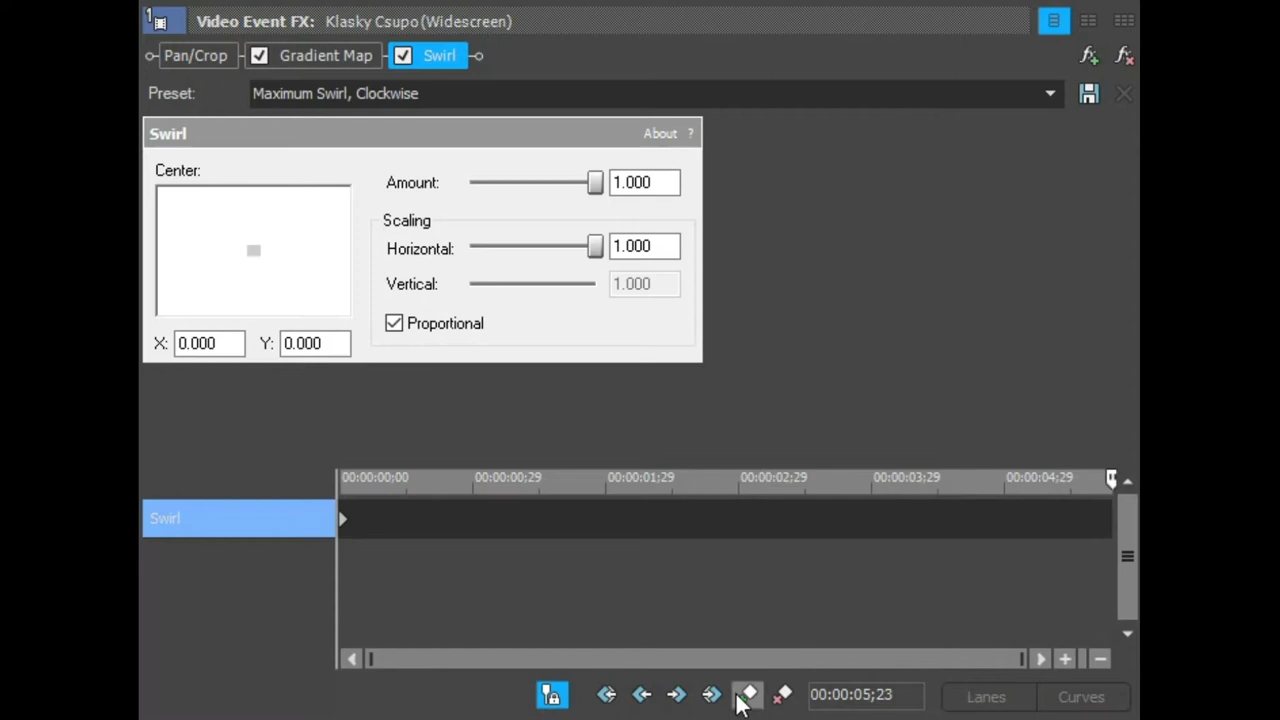 1
Video Event FX: Klasky Csupo (Widescreen)
Pan/Crop Gradient Map Swirl
Preset: Maximum Swirl, Clockwise
Swirl About ?
Center:
Amount: 1.000
Scaling
Horizontal: 1.000
Vertical: 1.000
Proportional
X: 0.000 Y: 0.000
00:00:00;00 00:00:00;29 00:00:01;29 00:00:02;29 00:00:03;29 00:00:04;29
Swirl
00:00:05;23 Lanes Curves